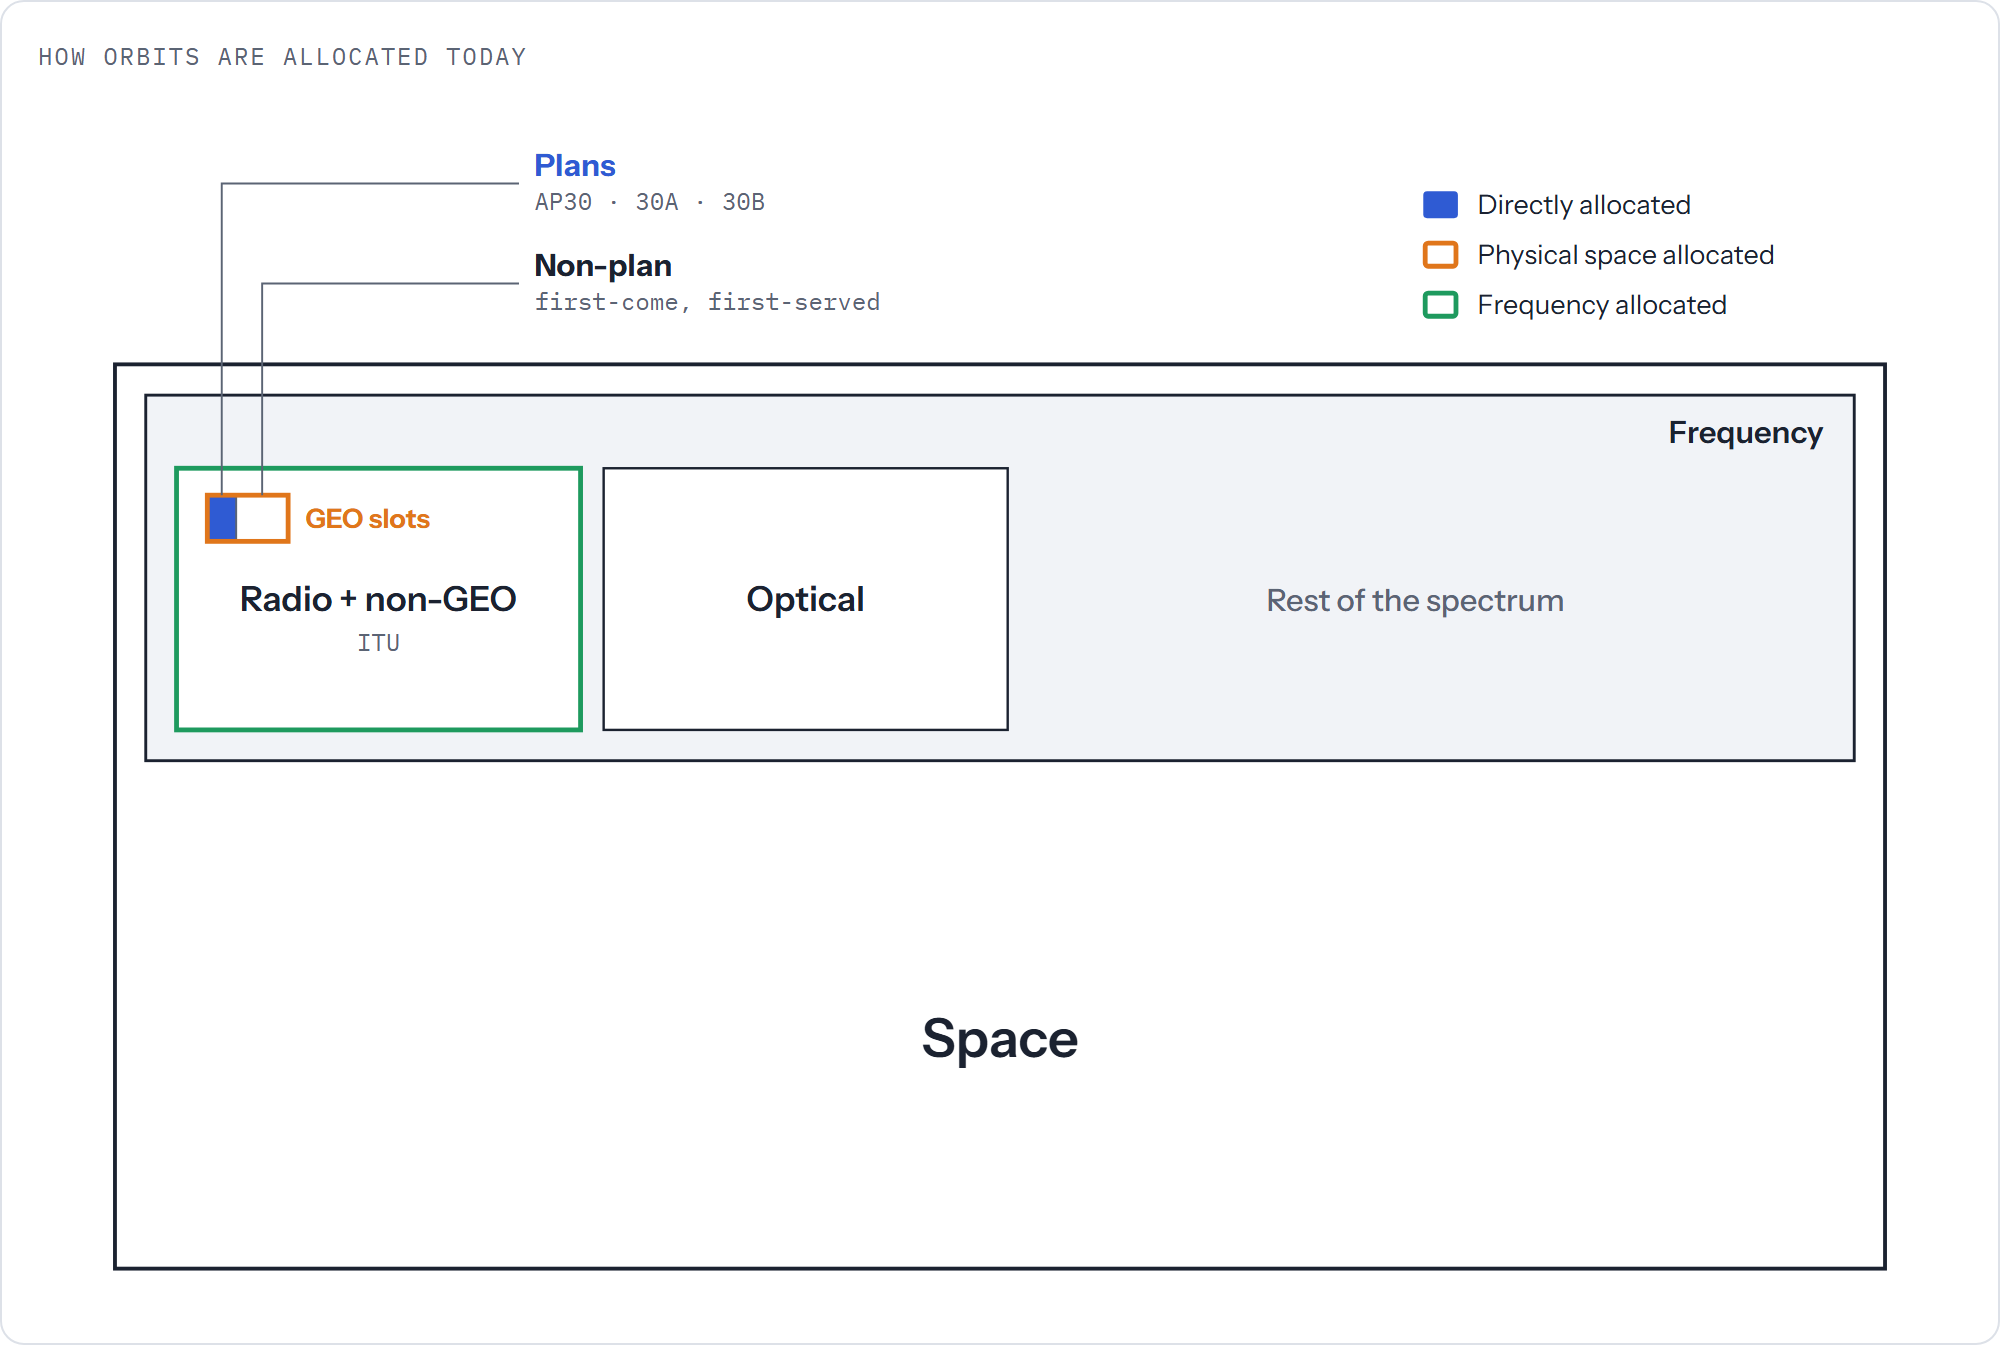 HOW ORBITS ARE ALLOCATED TODAY
Plans
AP30 · 30A · 30B
Non-plan
first-come, first-served
Directly allocated
Physical space allocated
Frequency allocated
Frequency
GEO slots
Radio + non-GEO
ITU
Optical
Rest of the spectrum
Space